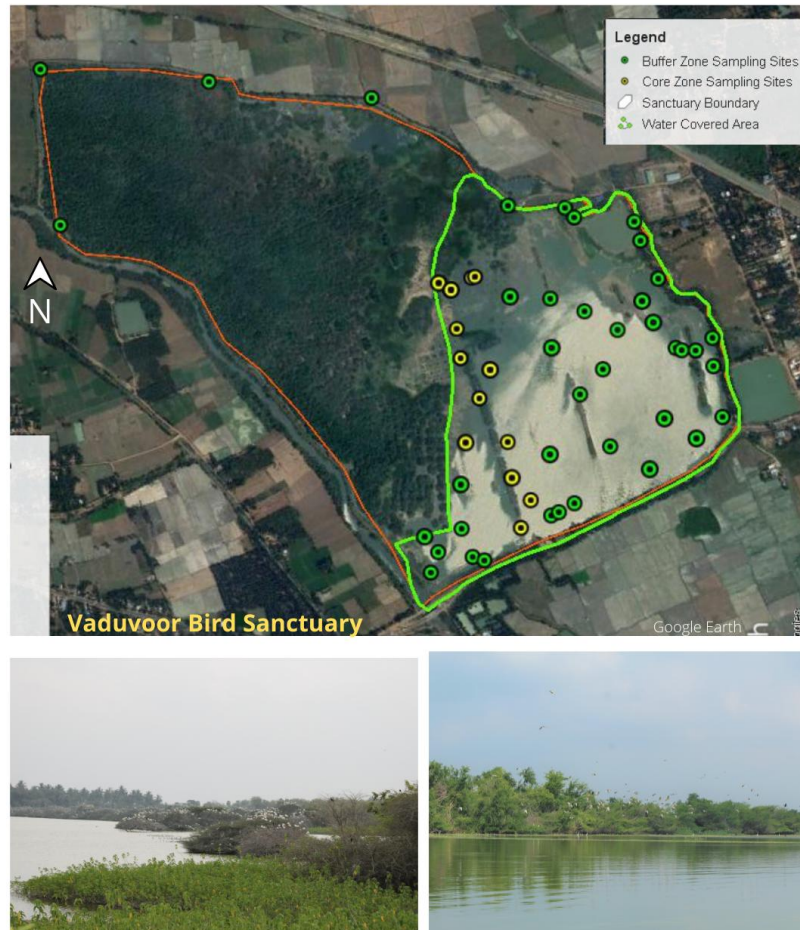 Legend
Buffer Zone Sampling Sites
Core Zone Sampling Sites
Sanctuary Boundary
Water Covered Area
N
Vaduvoor Bird Sanctuary
Google Earth